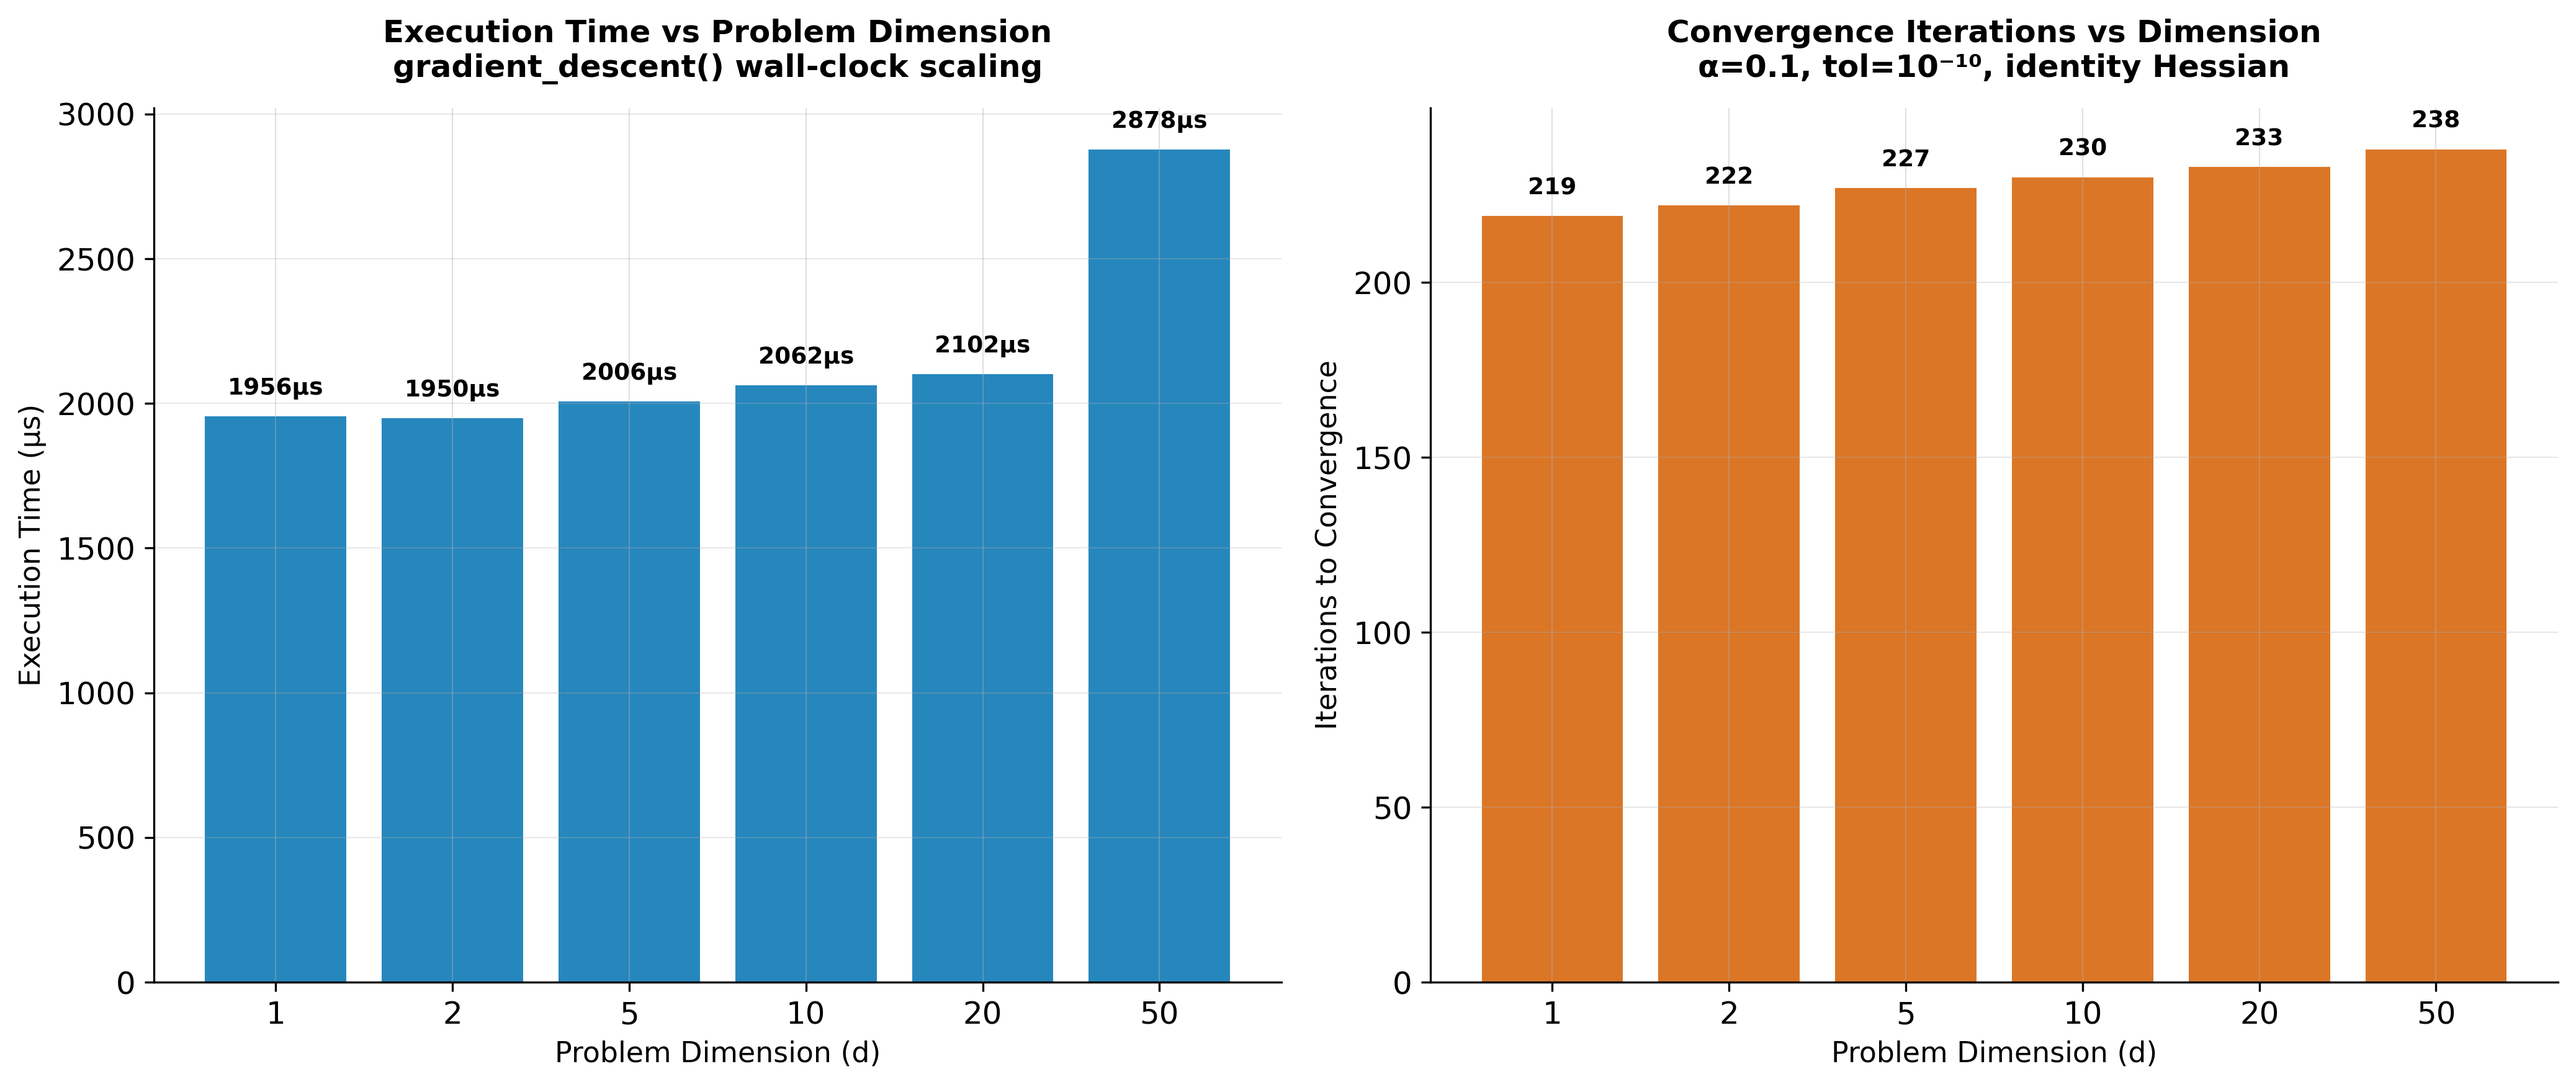 Execution Time vs Problem Dimension
gradient_descent() wall-clock scaling
Execution Time (μs)
3000
2500
2000
1500
1000
500
0
1956μs
1950μs
2006μs
2062μs
2102μs
2878μs
1 2 5 10 20 50
Problem Dimension (d)
Convergence Iterations vs Dimension
α=0.1, tol=10⁻¹⁰, identity Hessian
Iterations to Convergence
200
150
100
50
0
219
222
227
230
233
238
1 2 5 10 20 50
Problem Dimension (d)